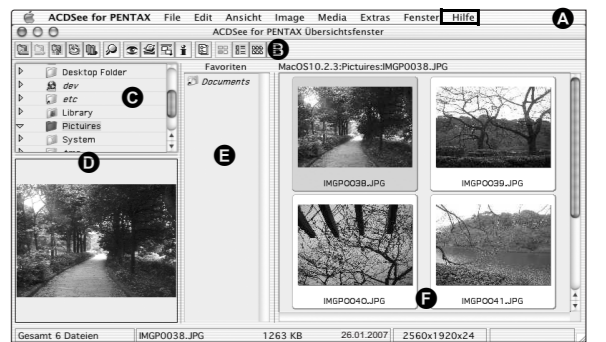 ACDSee for PENTAX File Edit Ansicht Image Media Extras Fenster Hilfe A
ACDSee for PENTAX Übersichtsfenster
B
Favoriten MacOS10.2.3:Pictuires:IMGP0038.JPG
Desktop Folder
dev
etc
Library
Pictuires
System
C
D
Documents
E
IMGP0038.JPG IMGP0039.JPG
IMGP0040.JPG IMGP0041.JPG
F
Gesamt 6 Dateien IMGP0038.JPG 1263 KB 26.01.2007 2560x1920x24